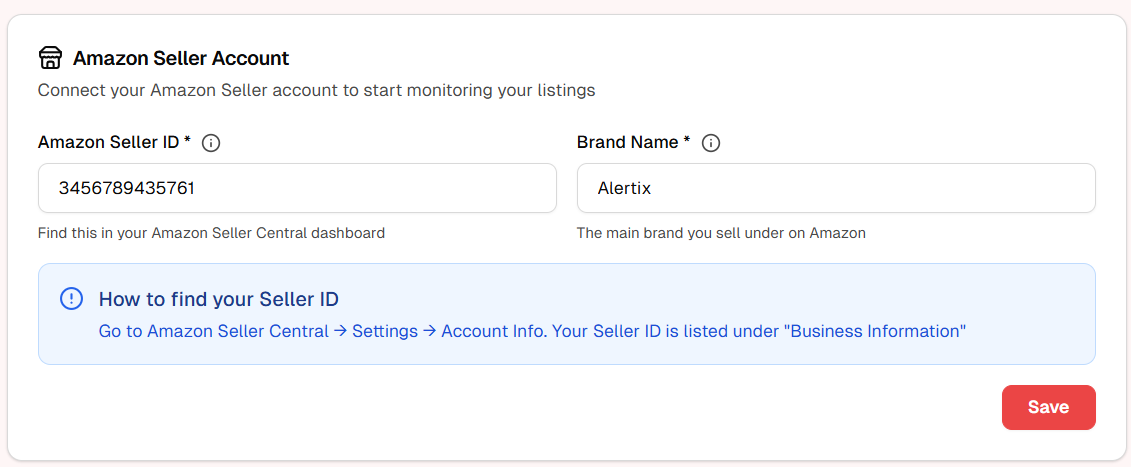 Amazon Seller Account
Connect your Amazon Seller account to start monitoring your listings
Amazon Seller ID *
Brand Name *
3456789435761
Alertix
Find this in your Amazon Seller Central dashboard
The main brand you sell under on Amazon
How to find your Seller ID
Go to Amazon Seller Central → Settings → Account Info. Your Seller ID is listed under "Business Information"
Save